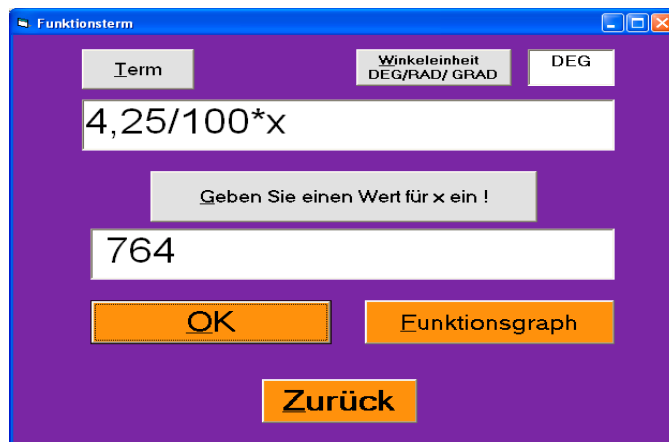 Funktionsterm
Term
Winkeleinheit
DEG/RAD/ GRAD
DEG
4,25/100*x
Geben Sie einen Wert für x ein !
764
OK
Funktionsgraph
Zurück